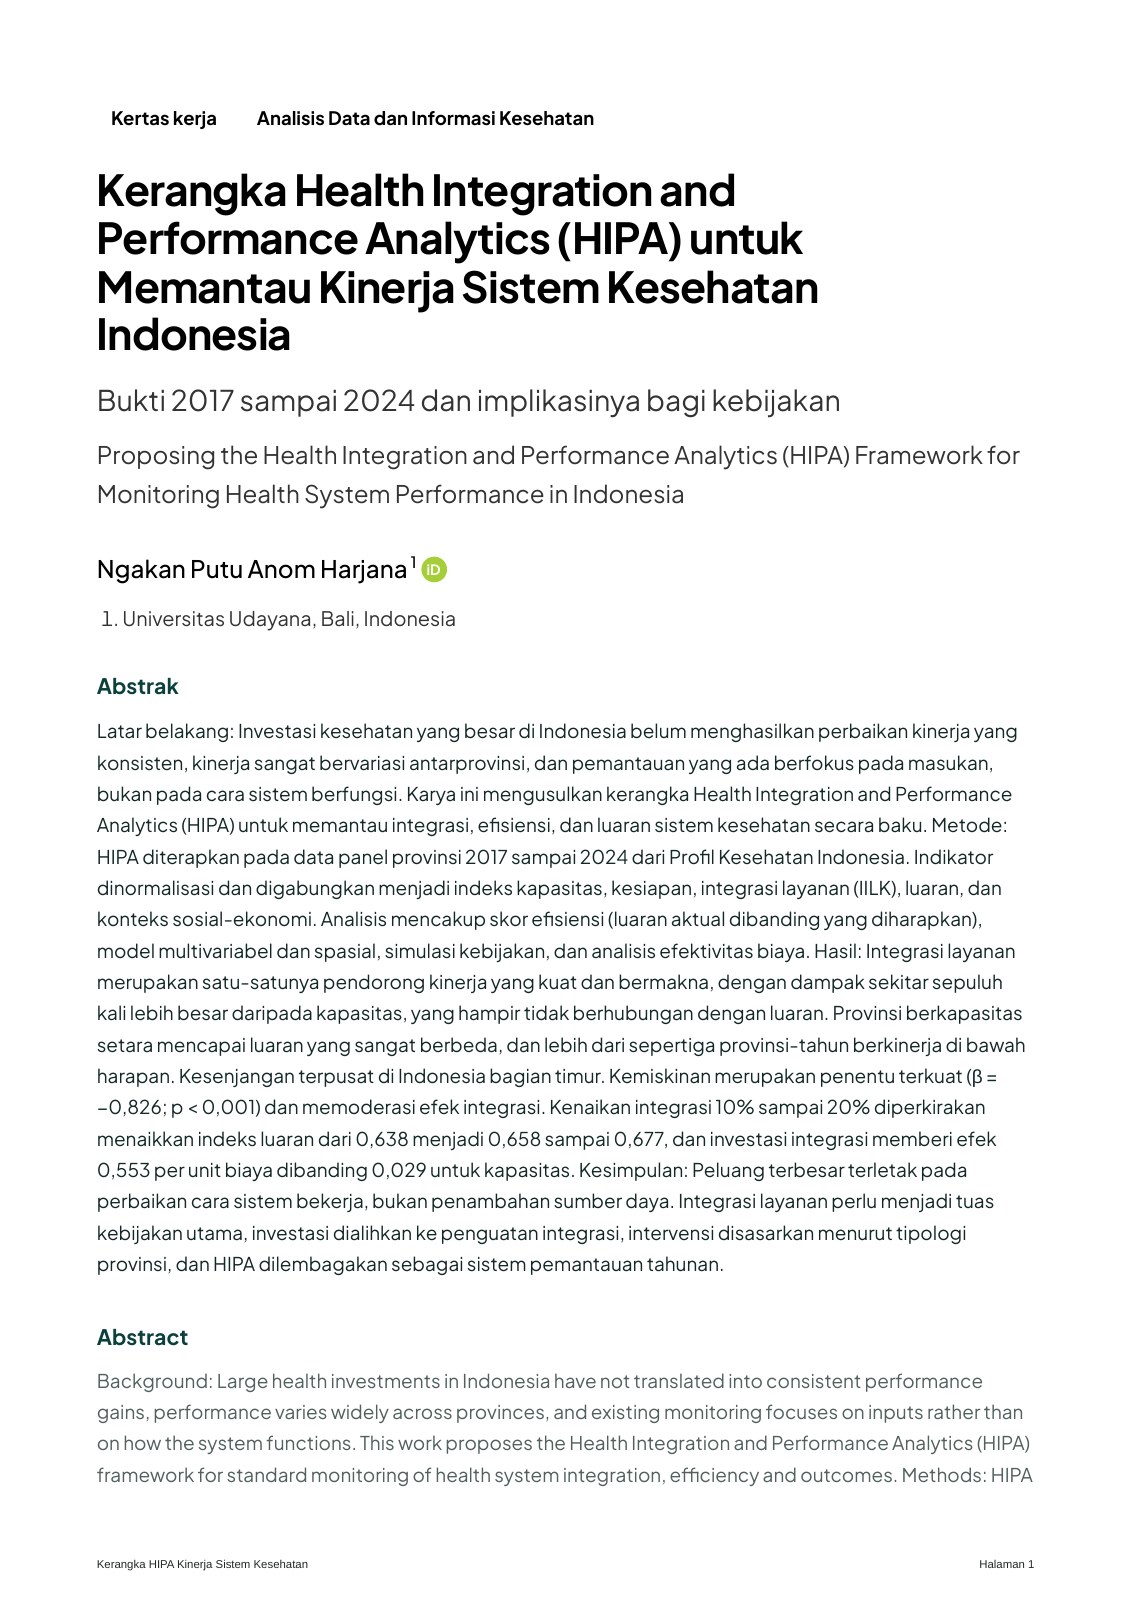 Kertas kerja Analisis Data dan Informasi Kesehatan
Kerangka Health Integration and
Performance Analytics (HIPA) untuk
Memantau Kinerja Sistem Kesehatan
Indonesia
Bukti 2017 sampai 2024 dan implikasinya bagi kebijakan
Proposing the Health Integration and Performance Analytics (HIPA) Framework for
Monitoring Health System Performance in Indonesia
Ngakan Putu Anom Harjana 1 iD
1. Universitas Udayana, Bali, Indonesia
Abstrak
Latar belakang: Investasi kesehatan yang besar di Indonesia belum menghasilkan perbaikan kinerja yang
konsisten, kinerja sangat bervariasi antarprovinsi, dan pemantauan yang ada berfokus pada masukan,
bukan pada cara sistem berfungsi. Karya ini mengusulkan kerangka Health Integration and Performance
Analytics (HIPA) untuk memantau integrasi, efisiensi, dan luaran sistem kesehatan secara baku. Metode:
HIPA diterapkan pada data panel provinsi 2017 sampai 2024 dari Profil Kesehatan Indonesia. Indikator
dinormalisasi dan digabungkan menjadi indeks kapasitas, kesiapan, integrasi layanan (IILK), luaran, dan
konteks sosial-ekonomi. Analisis mencakup skor efisiensi (luaran aktual dibanding yang diharapkan),
model multivariabel dan spasial, simulasi kebijakan, dan analisis efektivitas biaya. Hasil: Integrasi layanan
merupakan satu-satunya pendorong kinerja yang kuat dan bermakna, dengan dampak sekitar sepuluh
kali lebih besar daripada kapasitas, yang hampir tidak berhubungan dengan luaran. Provinsi berkapasitas
setara mencapai luaran yang sangat berbeda, dan lebih dari sepertiga provinsi-tahun berkinerja di bawah
harapan. Kesenjangan terpusat di Indonesia bagian timur. Kemiskinan merupakan penentu terkuat (β =
−0,826; p < 0,001) dan memoderasi efek integrasi. Kenaikan integrasi 10% sampai 20% diperkirakan
menaikkan indeks luaran dari 0,638 menjadi 0,658 sampai 0,677, dan investasi integrasi memberi efek
0,553 per unit biaya dibanding 0,029 untuk kapasitas. Kesimpulan: Peluang terbesar terletak pada
perbaikan cara sistem bekerja, bukan penambahan sumber daya. Integrasi layanan perlu menjadi tuas
kebijakan utama, investasi dialihkan ke penguatan integrasi, intervensi disasarkan menurut tipologi
provinsi, dan HIPA dilembagakan sebagai sistem pemantauan tahunan.
Abstract
Background: Large health investments in Indonesia have not translated into consistent performance
gains, performance varies widely across provinces, and existing monitoring focuses on inputs rather than
on how the system functions. This work proposes the Health Integration and Performance Analytics (HIPA)
framework for standard monitoring of health system integration, efficiency and outcomes. Methods: HIPA
Kerangka HIPA Kinerja Sistem Kesehatan Halaman 1